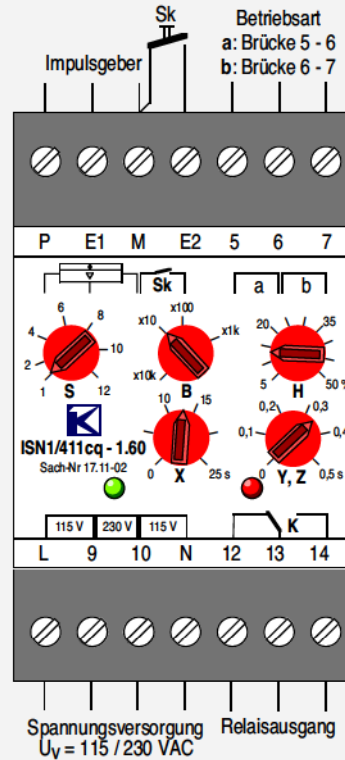 Sk
Betriebsart
a: Brücke 5 - 6
b: Brücke 6 - 7
Impulsgeber
P E1 M E2 5 6 7
Sk a b
6 8 4 10 2 1 12
S
x100 x10 x1k x10k
B
20 35 5 50 %
H
ISN1/411cq - 1.60
Sach-Nr 17.11-02
10 15 0 25 s
X
0,2 0,3 0,1 0,4 0 0,5 s
Y, Z
115 V 230 V 115 V K
L 9 10 N 12 13 14
Spannungsversorgung
UV = 115 / 230 VAC
Relaisausgang